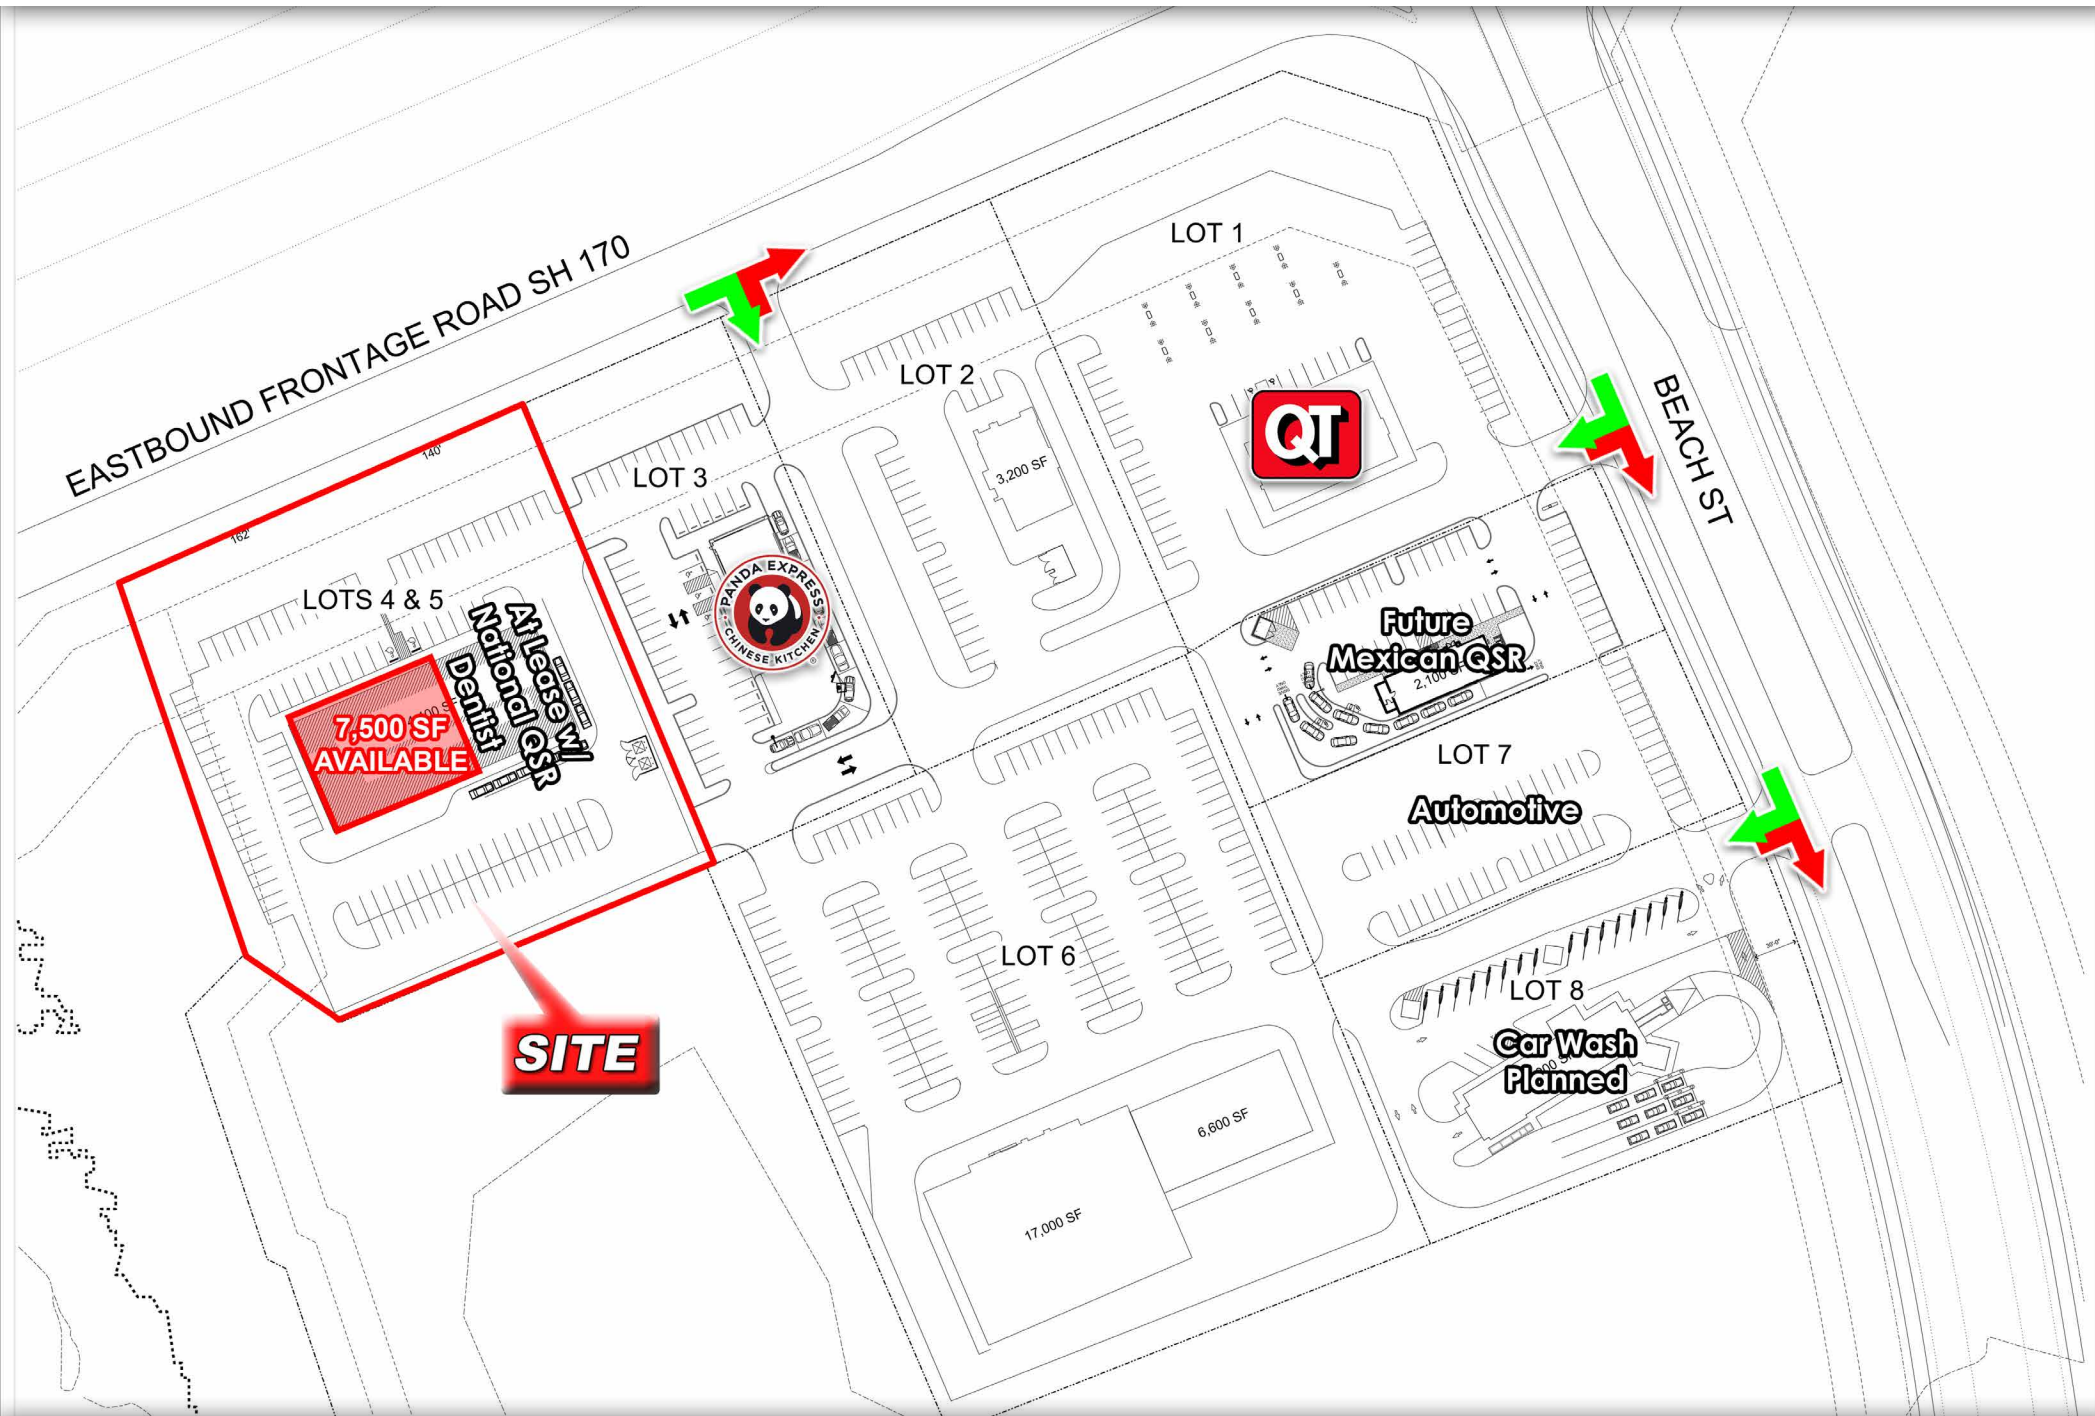 EASTBOUND FRONTAGE ROAD SH 170
BEACH ST
LOT 1
QT
LOT 2
3,200 SF
LOT 3
PANDA EXPRESS
CHINESE KITCHEN
®
140'
162'
LOTS 4 & 5
7,500 SF
AVAILABLE
At Lease w/
National QSR
Dentist
SITE
Future
Mexican QSR
2,100
LOT 7
Automotive
LOT 6
LOT 8
Car Wash
Planned
6,600 SF
17,000 SF